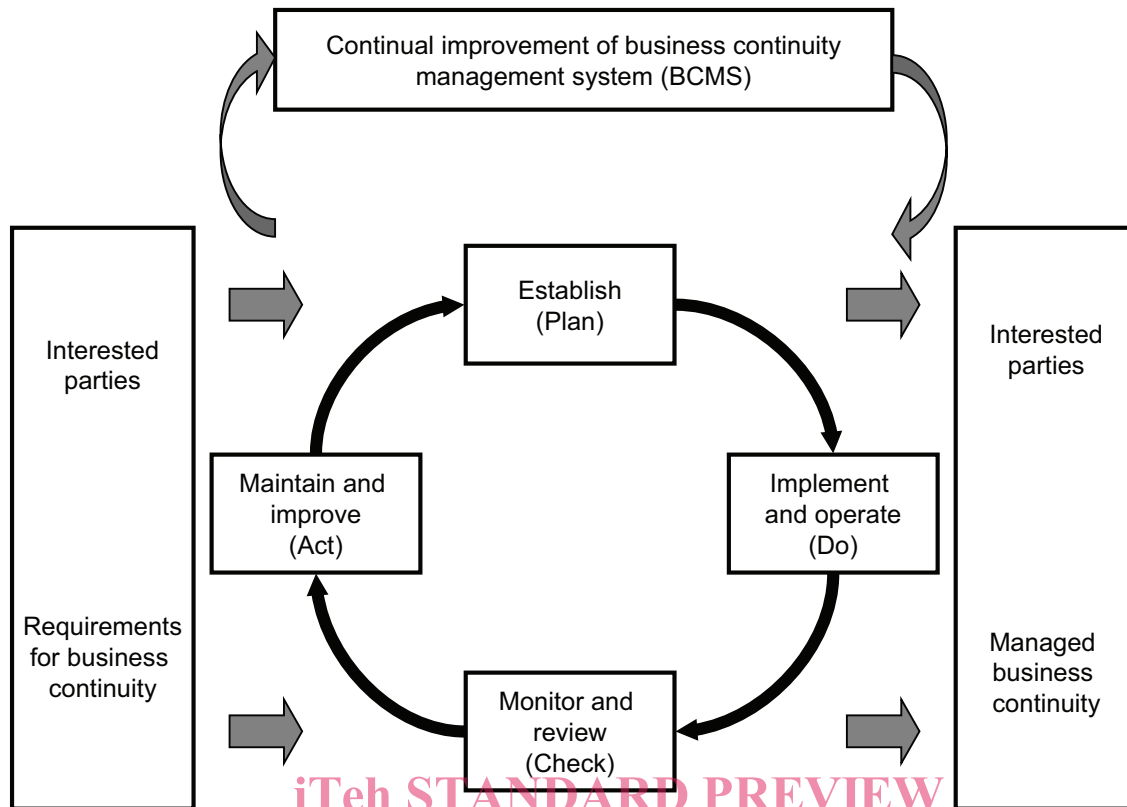 Continual improvement of business continuity
management system (BCMS)
Interested
parties
Requirements
for business
continuity
Establish
(Plan)
Maintain and
improve
(Act)
Implement
and operate
(Do)
Monitor and
review
(Check)
Interested
parties
Managed
business
continuity
iTeh STANDARD PREVIEW